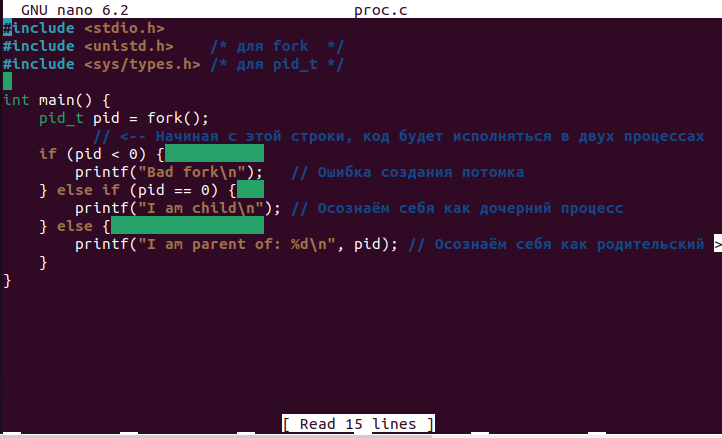 GNU nano 6.2 proc.c
#include <stdio.h>
#include <unistd.h> /* для fork */
#include <sys/types.h> /* для pid_t */
int main() {
pid_t pid = fork();
// <-- Начиная с этой строки, код будет исполняться в двух процессах
if (pid < 0) {
printf("Bad fork\n"); // Ошибка создания потомка
} else if (pid == 0) {
printf("I am child\n"); // Осознаём себя как дочерний процесс
} else {
printf("I am parent of: %d\n", pid); // Осознаём себя как родительский >
}
}
[ Read 15 lines ]